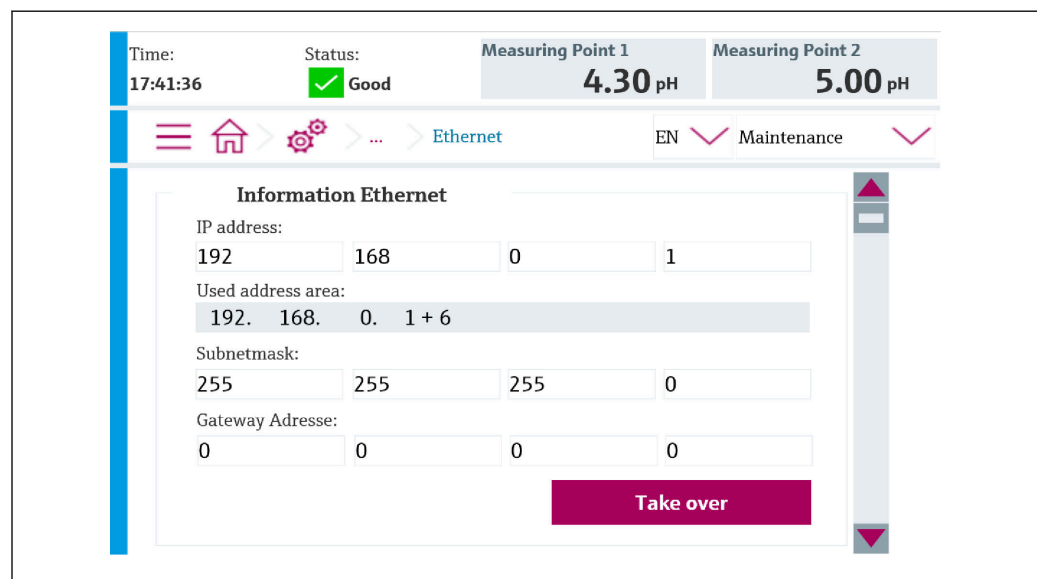 Time: Status: Measuring Point 1 Measuring Point 2
17:41:36 Good 4.30 pH 5.00 pH
... Ethernet EN Maintenance
Information Ethernet
IP address:
192 168 0 1
Used address area:
192. 168. 0. 1 + 6
Subnetmask:
255 255 255 0
Gateway Adresse:
0 0 0 0
Take over